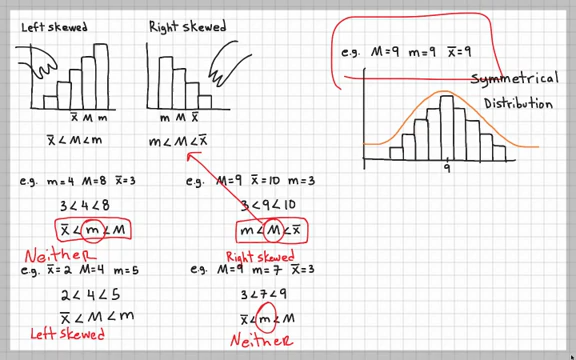 Left skewed
x̄ M m
x̄ < M < m
e.g. m=4 M=8 x̄=3
3 < 4 < 8
x̄ < m < M
Neither
e.g. x̄=2 M=4 m=5
2 < 4 < 5
x̄ < M < m
Left skewed
Right skewed
m M x̄
m < M < x̄
e.g. M=9 x̄=10 m=3
3 < 9 < 10
m < M < x̄
Right skewed
e.g. M=9 m=7 x̄=3
3 < 7 < 9
x̄ < m < M
Neither
e.g. M=9 m=9 x̄=9
Symmetrical
Distribution
9